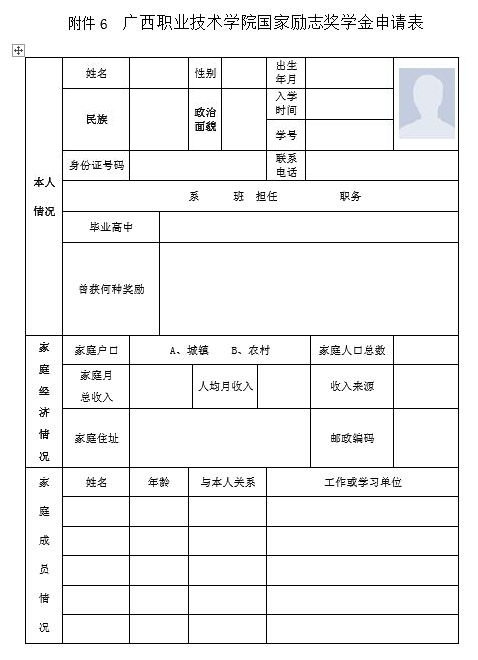 附件 6 广西职业技术学院国家励志奖学金申请表
姓名 性别 出生年月
民族 政治面貌 入学时间
学号
身份证号码 联系电话
本人情况
系 班 担任 职务
毕业高中
曾获何种奖励
家庭经济情况
家庭户口 A、城镇 B、农村 家庭人口总数
家庭月总收入 人均月收入 收入来源
家庭住址 邮政编码
家庭成员情况
姓名 年龄 与本人关系 工作或学习单位